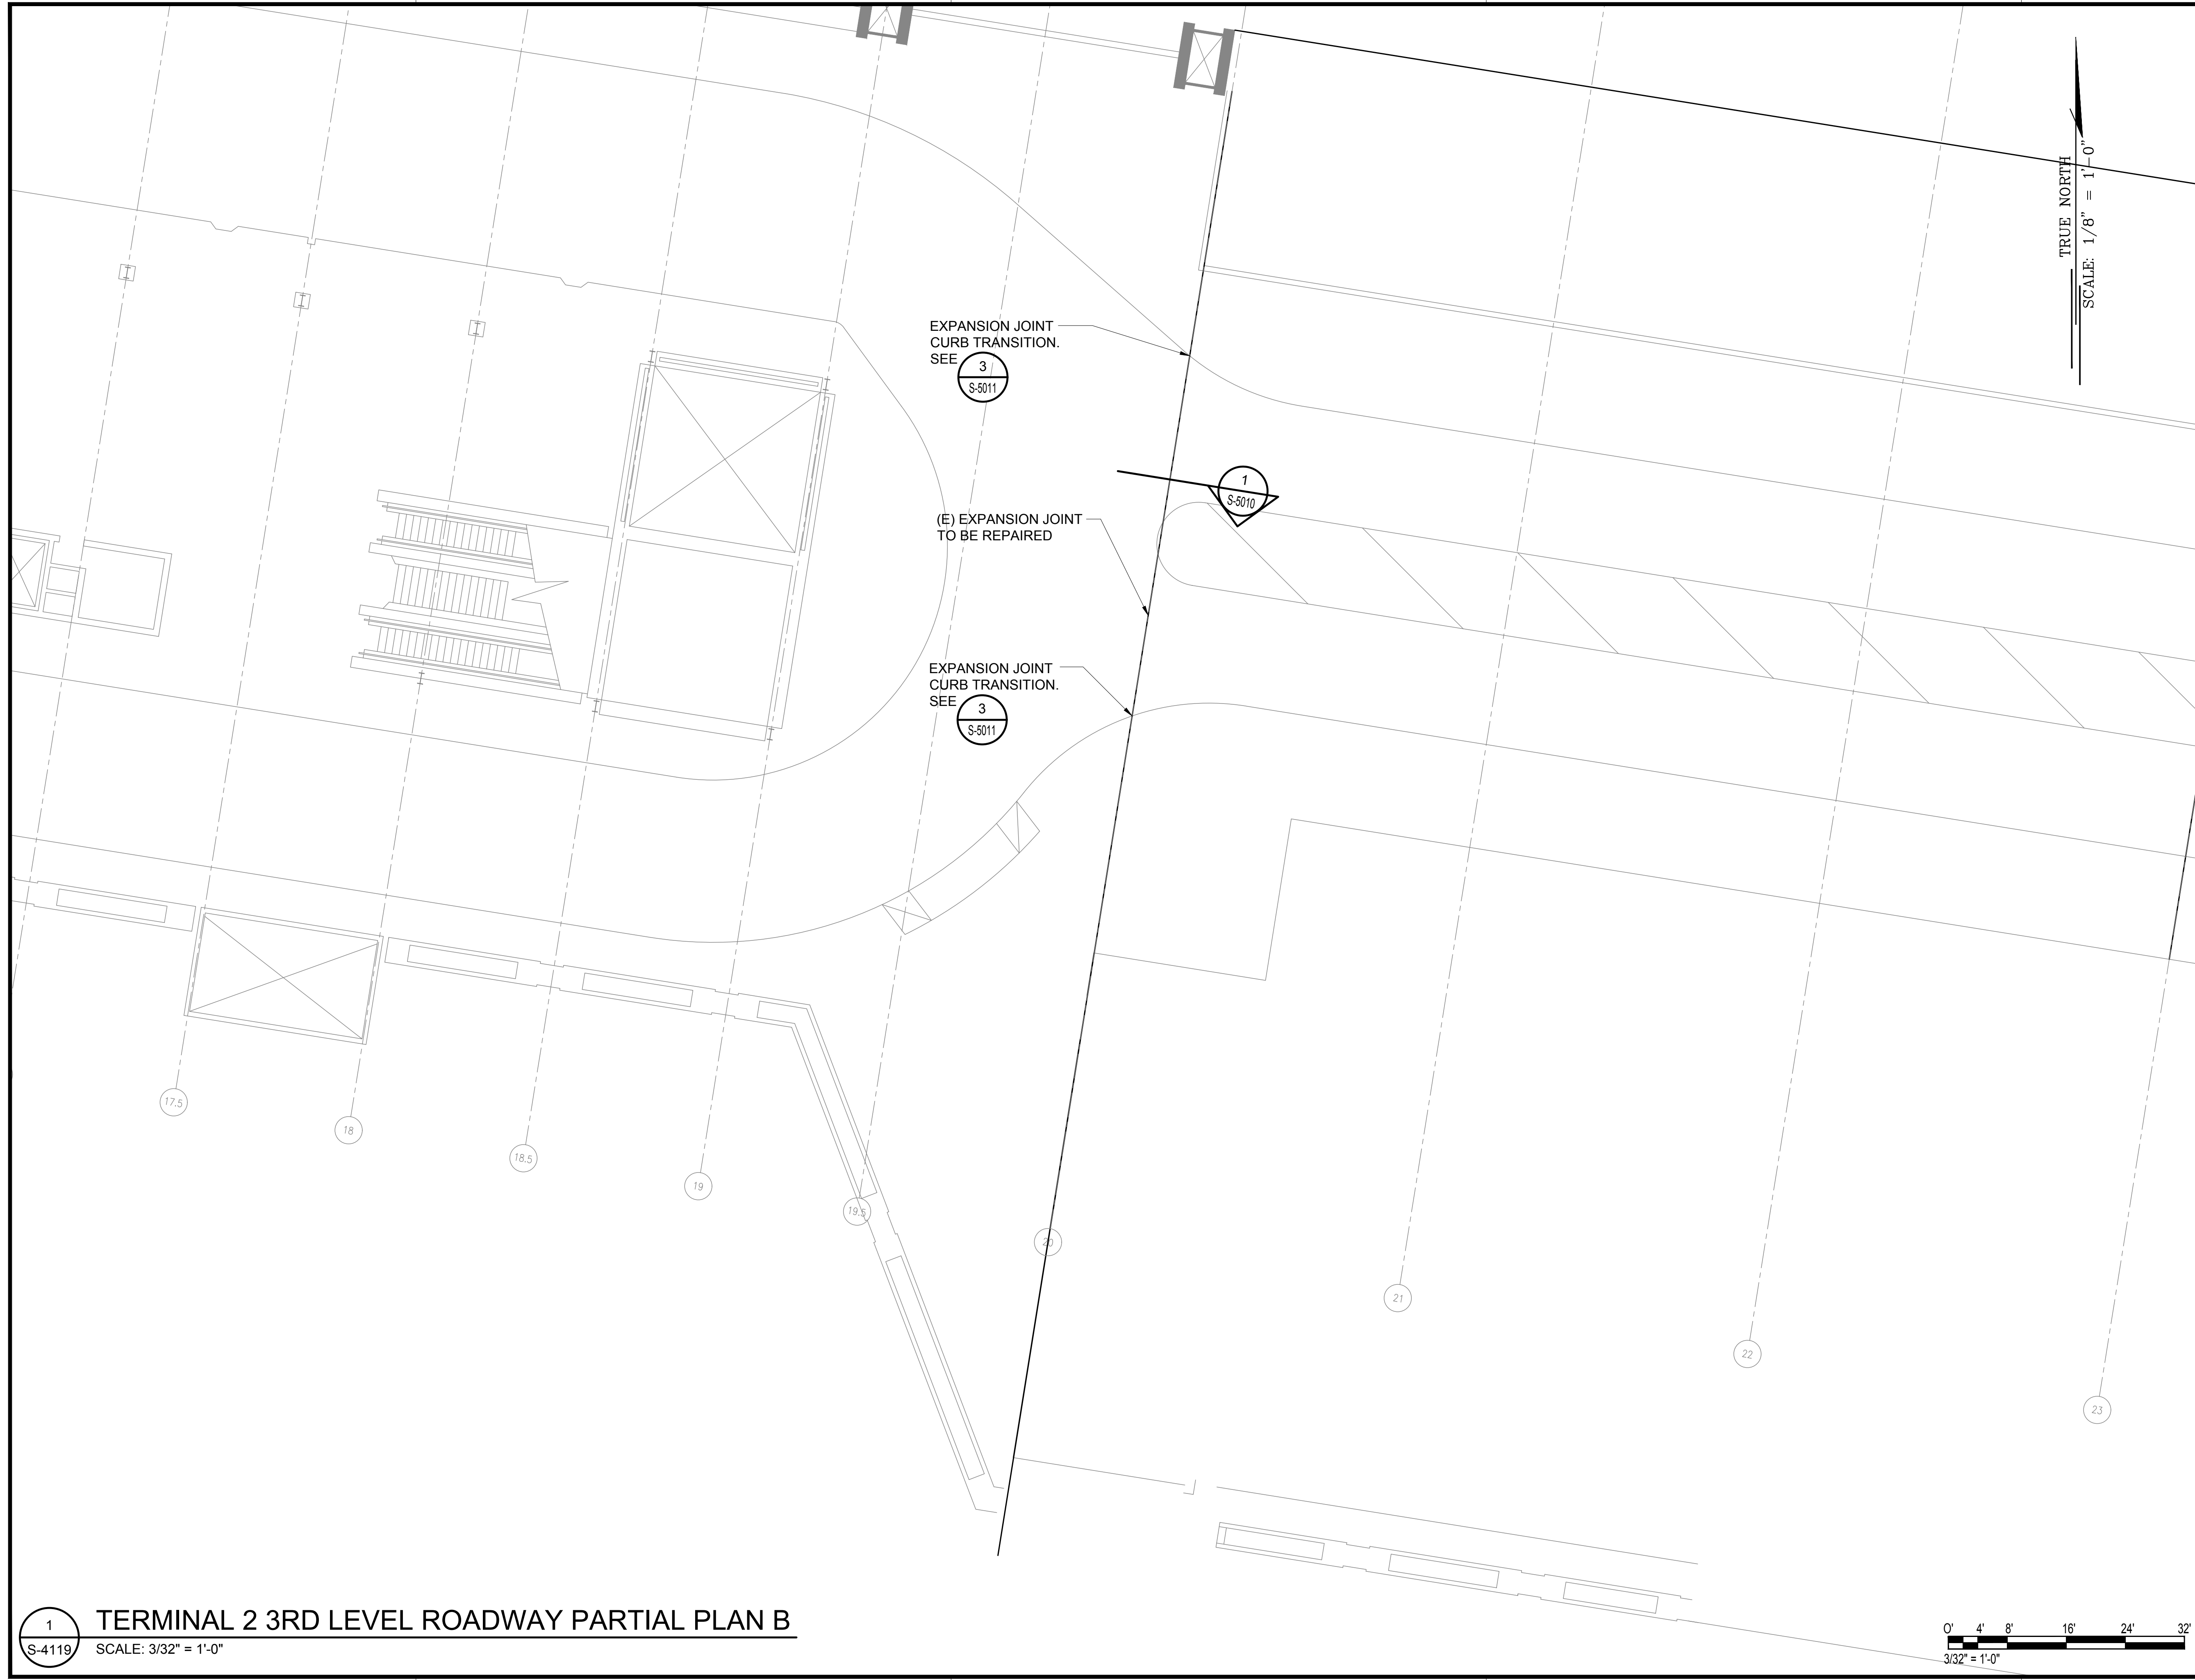 TRUE NORTH
SCALE: 1/8" = 1'-0"
EXPANSION JOINT
CURB TRANSITION.
SEE
3
S-5011
1
S-5010
(E) EXPANSION JOINT
TO BE REPAIRED
EXPANSION JOINT
CURB TRANSITION.
SEE
3
S-5011
17.5
18
18.5
19
19.5
20
21
22
23
1
S-4119
TERMINAL 2 3RD LEVEL ROADWAY PARTIAL PLAN B
SCALE: 3/32" = 1'-0"
0' 4' 8' 16' 24' 32'
3/32" = 1'-0"